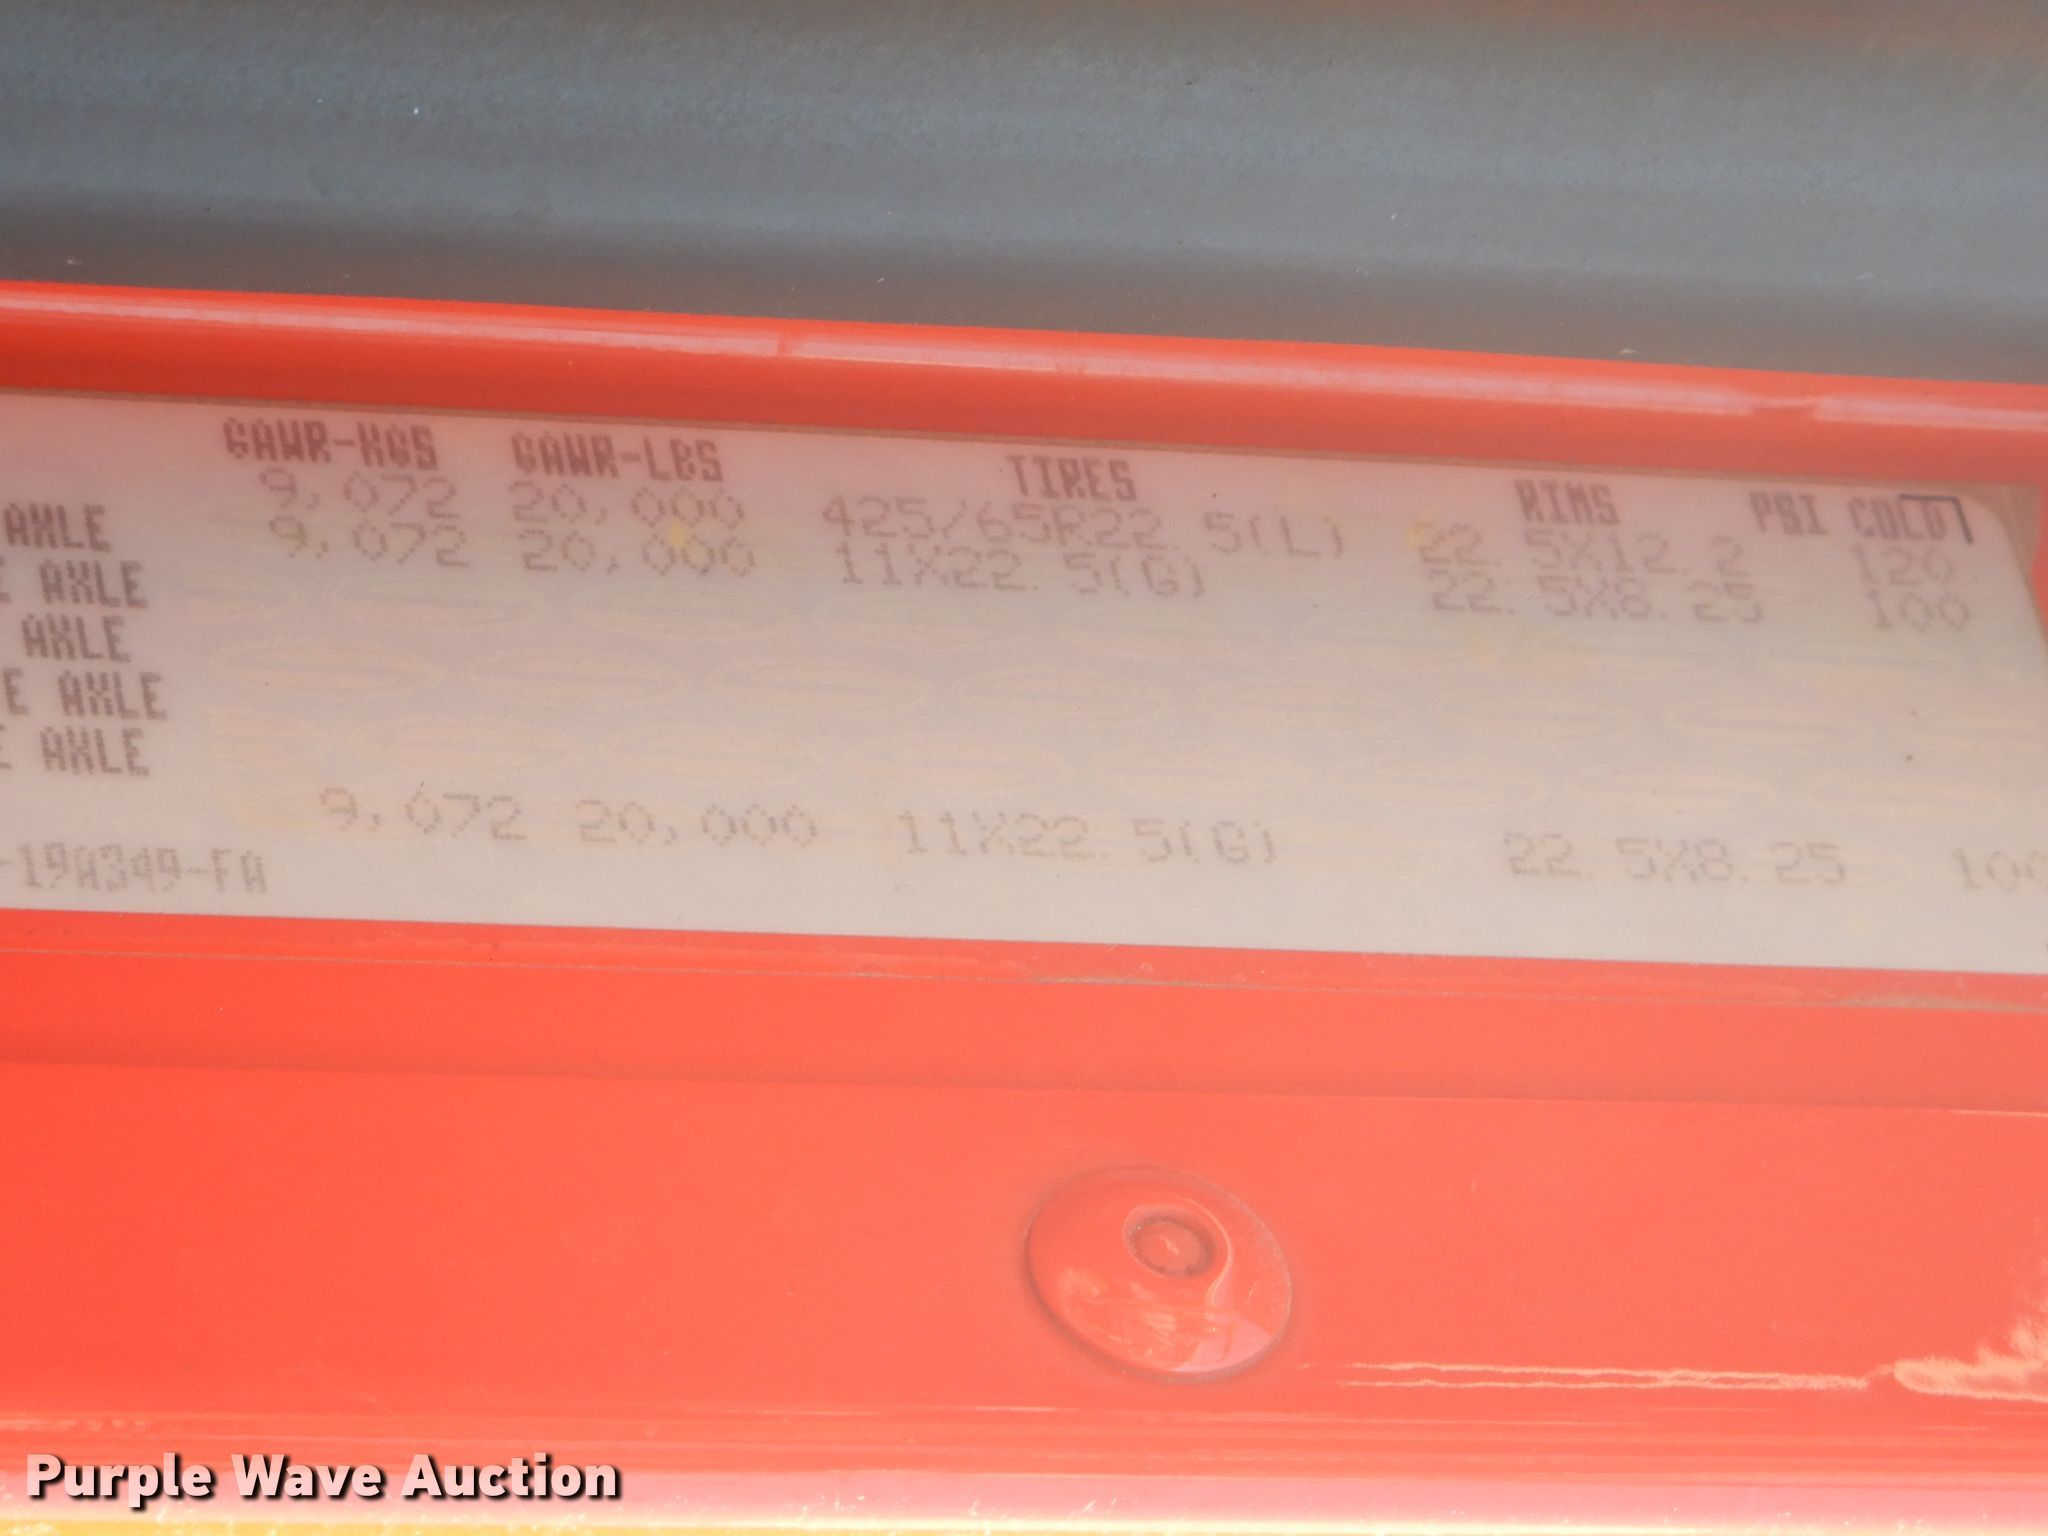 GAWR-KGS GAWR-LBS TIRES RIMS PSI COLD
AXLE 9,072 20,000 425/65R22.5(L) 22.5X12.2 120
E AXLE 9,072 20,000 11X22.5(G) 22.5X8.25 100
AXLE
E AXLE
E AXLE
9,072 20,000 11X22.5(G) 22.5X8.25 100
-19A349-FA
Purple Wave Auction